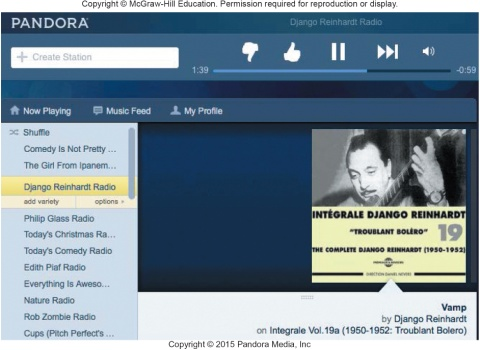 Copyright © McGraw-Hill Education. Permission required for reproduction or display.
PANDORA
Django Reinhardt Radio
+ Create Station
1:39
-0:59
Now Playing
Music Feed
My Profile
Shuffle
Comedy Is Not Pretty ...
The Girl From Ipanem...
Django Reinhardt Radio
add variety
options
Philip Glass Radio
Today's Christmas Ra...
Today's Comedy Radio
Edith Piaf Radio
Everything Is Aweso...
Nature Radio
Rob Zombie Radio
Cups (Pitch Perfect's ...
INTÉGRALE DJANGO REINHARDT
"TROUBLANT BOLÉRO" 19
THE COMPLETE DJANGO REINHARDT (1950-1952)
DIRECTION DANIEL NEVERS
Vamp
by Django Reinhardt
on Integrale Vol.19a (1950-1952: Troublant Bolero)
Copyright © 2015 Pandora Media, Inc